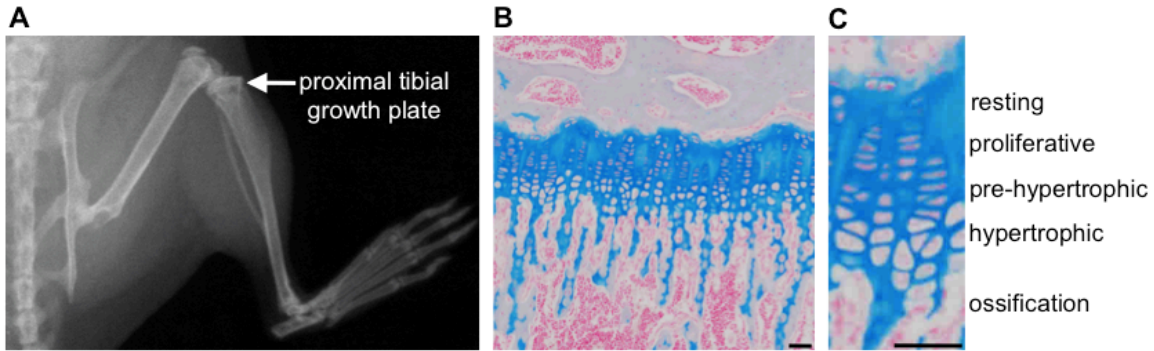 A
B
C
proximal tibial
growth plate
resting
proliferative
pre-hypertrophic
hypertrophic
ossification